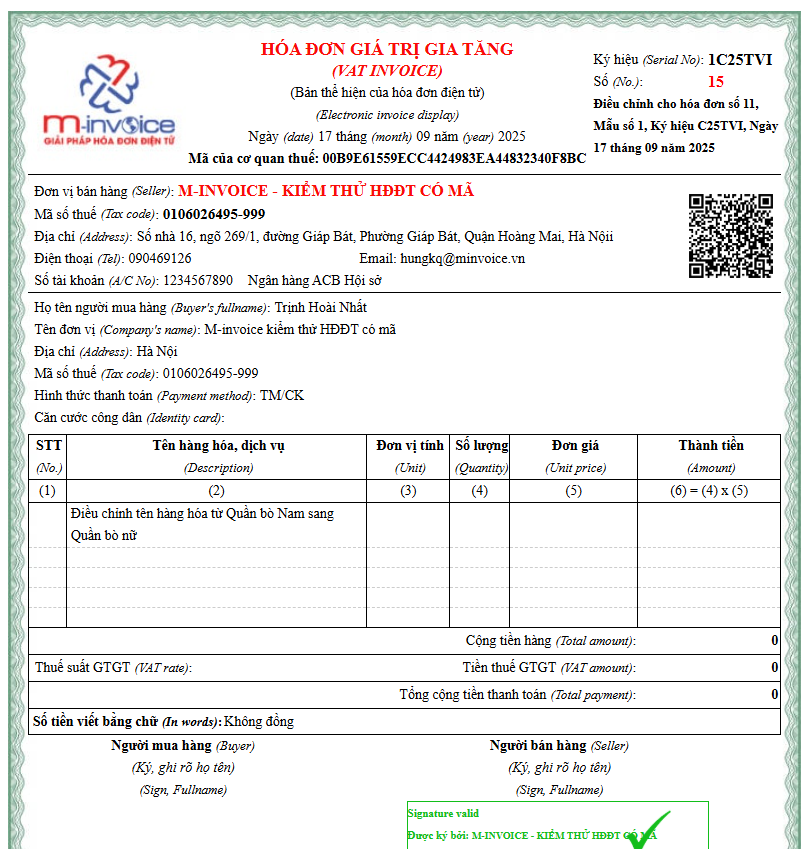 HÓA ĐƠN GIÁ TRỊ GIA TĂNG
(VAT INVOICE)
(Bản thể hiện của hóa đơn điện tử)
(Electronic invoice display)
Ngày (date) 17 tháng (month) 09 năm (year) 2025
Mã của cơ quan thuế: 00B9E61559ECC4424983EA44832340F8BC
M-invoice
GIẢI PHÁP HÓA ĐƠN ĐIỆN TỬ
Ký hiệu (Serial No): 1C25TVI
Số (No.): 15
Điều chỉnh cho hóa đơn số 11,
Mẫu số 1, Ký hiệu C25TVI, Ngày
17 tháng 09 năm 2025
Đơn vị bán hàng (Seller): M-INVOICE - KIỂM THỬ HĐĐT CÓ MÃ
Mã số thuế (Tax code): 0106026495-999
Địa chỉ (Address): Số nhà 16, ngõ 269/1, đường Giáp Bát, Phường Giáp Bát, Quận Hoàng Mai, Hà Nộii
Điện thoại (Tel): 090469126 Email: hungkq@minvoice.vn
Số tài khoản (A/C No): 1234567890 Ngân hàng ACB Hội sở
Họ tên người mua hàng (Buyer's fullname): Trịnh Hoài Nhất
Tên đơn vị (Company's name): M-invoice kiểm thử HĐĐT có mã
Địa chỉ (Address): Hà Nội
Mã số thuế (Tax code): 0106026495-999
Hình thức thanh toán (Payment method): TM/CK
Căn cước công dân (Identity card):
STT Tên hàng hóa, dịch vụ Đơn vị tính Số lượng Đơn giá Thành tiền
(No.) (Description) (Unit) (Quantity) (Unit price) (Amount)
(1) (2) (3) (4) (5) (6) = (4) x (5)
Điều chỉnh tên hàng hóa từ Quần bò Nam sang
Quần bò nữ
Cộng tiền hàng (Total amount): 0
Thuế suất GTGT (VAT rate): Tiền thuế GTGT (VAT amount): 0
Tổng cộng tiền thanh toán (Total payment): 0
Số tiền viết bằng chữ (In words): Không đồng
Người mua hàng (Buyer) Người bán hàng (Seller)
(Ký, ghi rõ họ tên) (Ký, ghi rõ họ tên)
(Sign, Fullname) (Sign, Fullname)
Signature valid
Được ký bởi: M-INVOICE - KIỂM THỬ HĐĐT CÓ MÃ